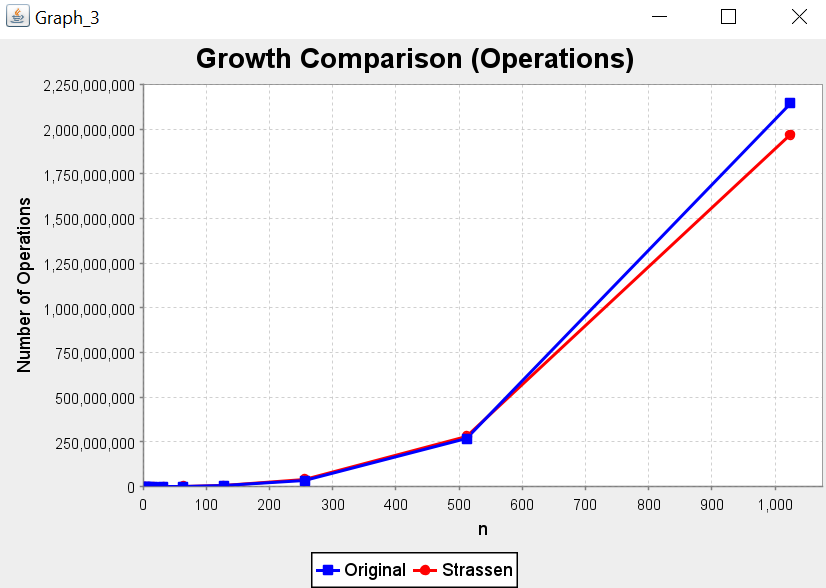 Graph_3
Growth Comparison (Operations)
Number of Operations
2,250,000,000
2,000,000,000
1,750,000,000
1,500,000,000
1,250,000,000
1,000,000,000
750,000,000
500,000,000
250,000,000
0
0 100 200 300 400 500 600 700 800 900 1,000
n
Original Strassen